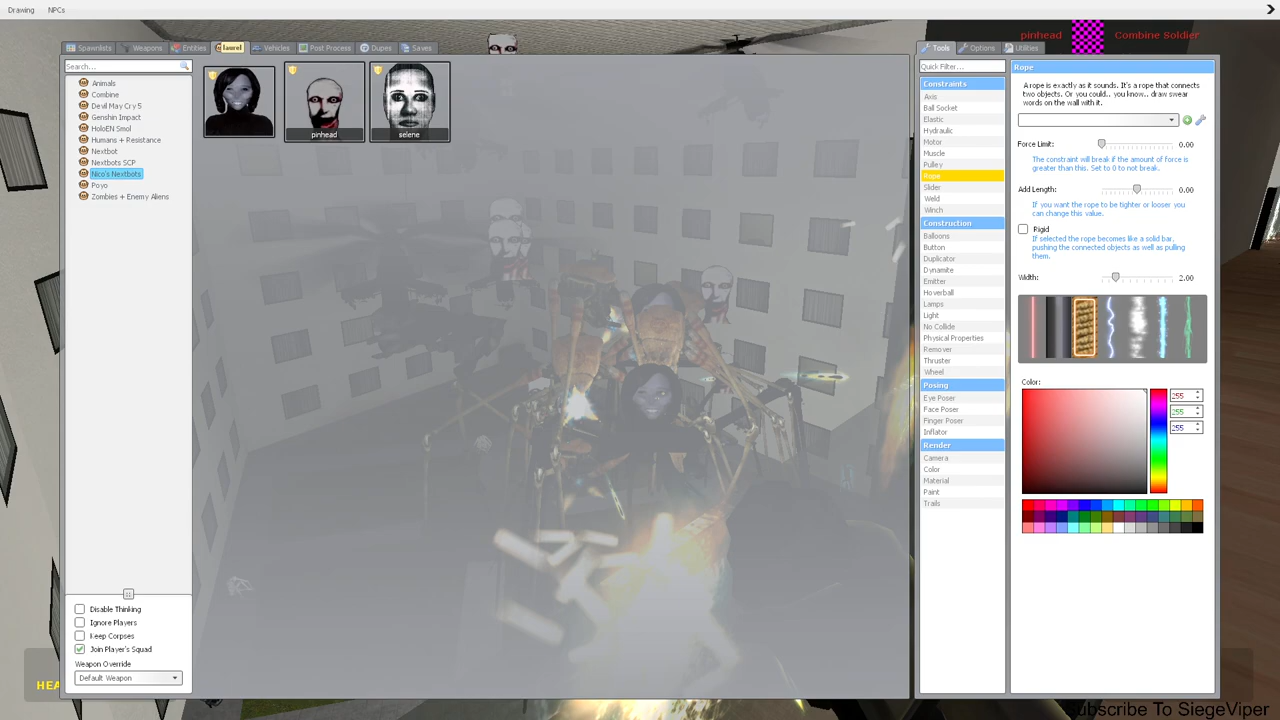 Drawing NPCs
pinhead Combine Soldier
Spawnlists Weapons Entities laurel Vehicles Post Process Dupes Saves
Search...
Animals
Combine
Devil May Cry 5
Genshin Impact
HoloEN Smol
Humans + Resistance
Nextbot
Nextbots SCP
Nico's Nextbots
Poyo
Zombies + Enemy Aliens
pinhead
selene
Disable Thinking
Ignore Players
Keep Corpses
Join Player's Squad
Weapon Override
Default Weapon
HEA
Tools Options Utilities
Quick Filter...
Constraints
Axis
Ball Socket
Elastic
Hydraulic
Motor
Muscle
Pulley
Rope
Slider
Weld
Winch
Construction
Balloons
Button
Duplicator
Dynamite
Emitter
Hoverball
Lamps
Light
No Collide
Physical Properties
Remover
Thruster
Wheel
Posing
Eye Poser
Face Poser
Finger Poser
Inflator
Render
Camera
Color
Material
Paint
Trails
Rope
A rope is exactly as it sounds. It's a rope that connects
two objects. Or you could.. you know.. draw swear
words on the wall with it.
Force Limit: 0.00
The constraint will break if the amount of force is
greater than this. Set to 0 to not break.
Add Length: 0.00
If you want the rope to be tighter or looser you
can change this value.
Rigid
If selected the rope becomes like a solid bar,
pushing the connected objects as well as pulling
them.
Width: 2.00
Color:
255
255
255
Subscribe To SiegeViper